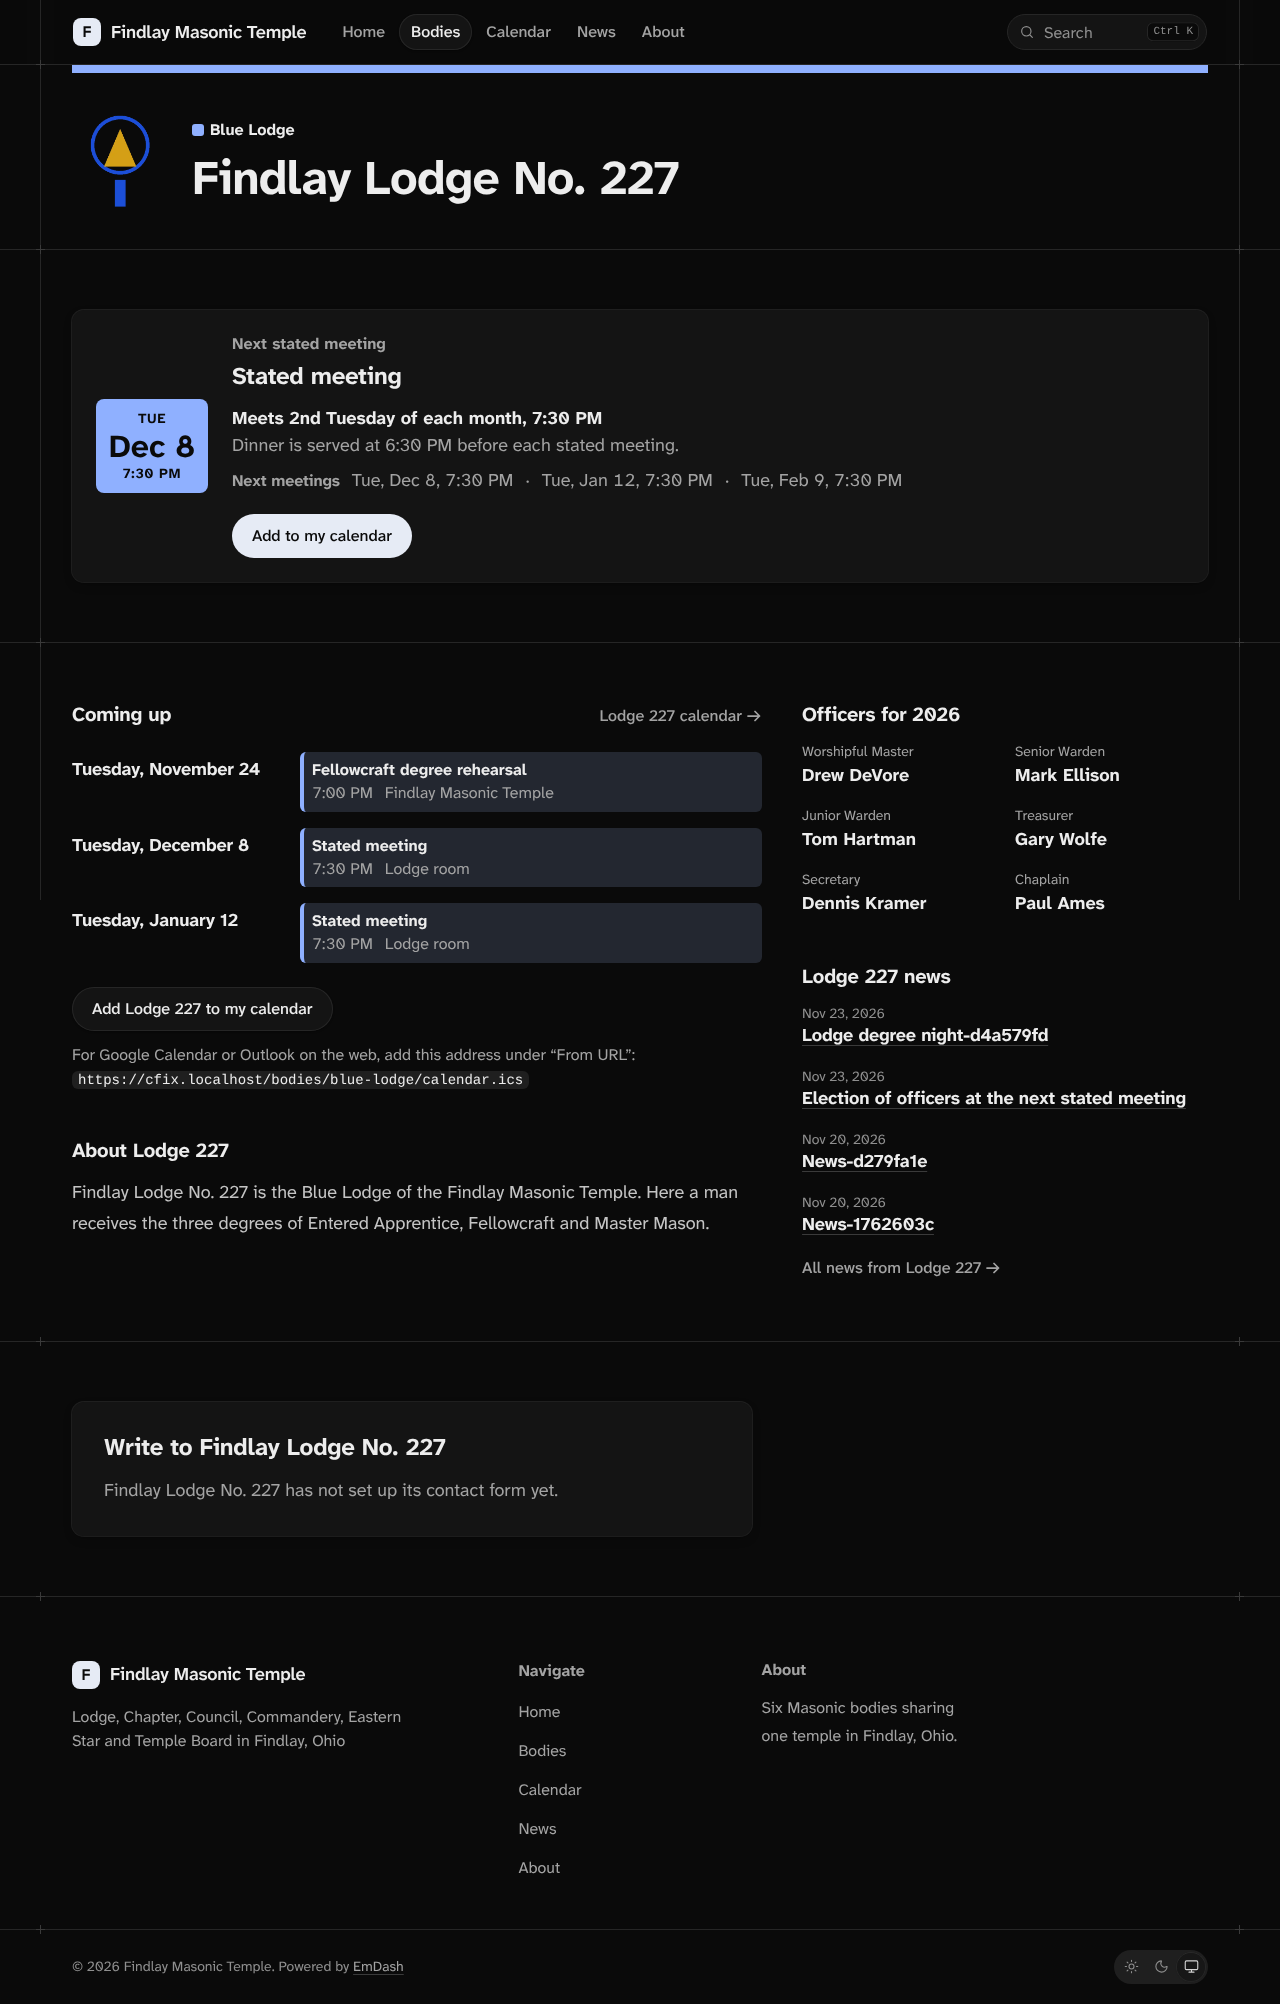 F Findlay Masonic Temple Home Bodies Calendar News About Search Ctrl K
Blue Lodge
Findlay Lodge No. 227
Next stated meeting
Stated meeting
TUE
Dec 8
7:30 PM
Meets 2nd Tuesday of each month, 7:30 PM
Dinner is served at 6:30 PM before each stated meeting.
Next meetings Tue, Dec 8, 7:30 PM · Tue, Jan 12, 7:30 PM · Tue, Feb 9, 7:30 PM
Add to my calendar
Coming up Lodge 227 calendar →
Tuesday, November 24
Fellowcraft degree rehearsal
7:00 PM Findlay Masonic Temple
Tuesday, December 8
Stated meeting
7:30 PM Lodge room
Tuesday, January 12
Stated meeting
7:30 PM Lodge room
Add Lodge 227 to my calendar
For Google Calendar or Outlook on the web, add this address under “From URL”:
https://cfix.localhost/bodies/blue-lodge/calendar.ics
About Lodge 227
Findlay Lodge No. 227 is the Blue Lodge of the Findlay Masonic Temple. Here a man
receives the three degrees of Entered Apprentice, Fellowcraft and Master Mason.
Officers for 2026
Worshipful Master
Drew DeVore
Senior Warden
Mark Ellison
Junior Warden
Tom Hartman
Treasurer
Gary Wolfe
Secretary
Dennis Kramer
Chaplain
Paul Ames
Lodge 227 news
Nov 23, 2026
Lodge degree night-d4a579fd
Nov 23, 2026
Election of officers at the next stated meeting
Nov 20, 2026
News-d279fa1e
Nov 20, 2026
News-1762603c
All news from Lodge 227 →
Write to Findlay Lodge No. 227
Findlay Lodge No. 227 has not set up its contact form yet.
F Findlay Masonic Temple
Lodge, Chapter, Council, Commandery, Eastern
Star and Temple Board in Findlay, Ohio
Navigate
Home
Bodies
Calendar
News
About
About
Six Masonic bodies sharing
one temple in Findlay, Ohio.
© 2026 Findlay Masonic Temple. Powered by EmDash